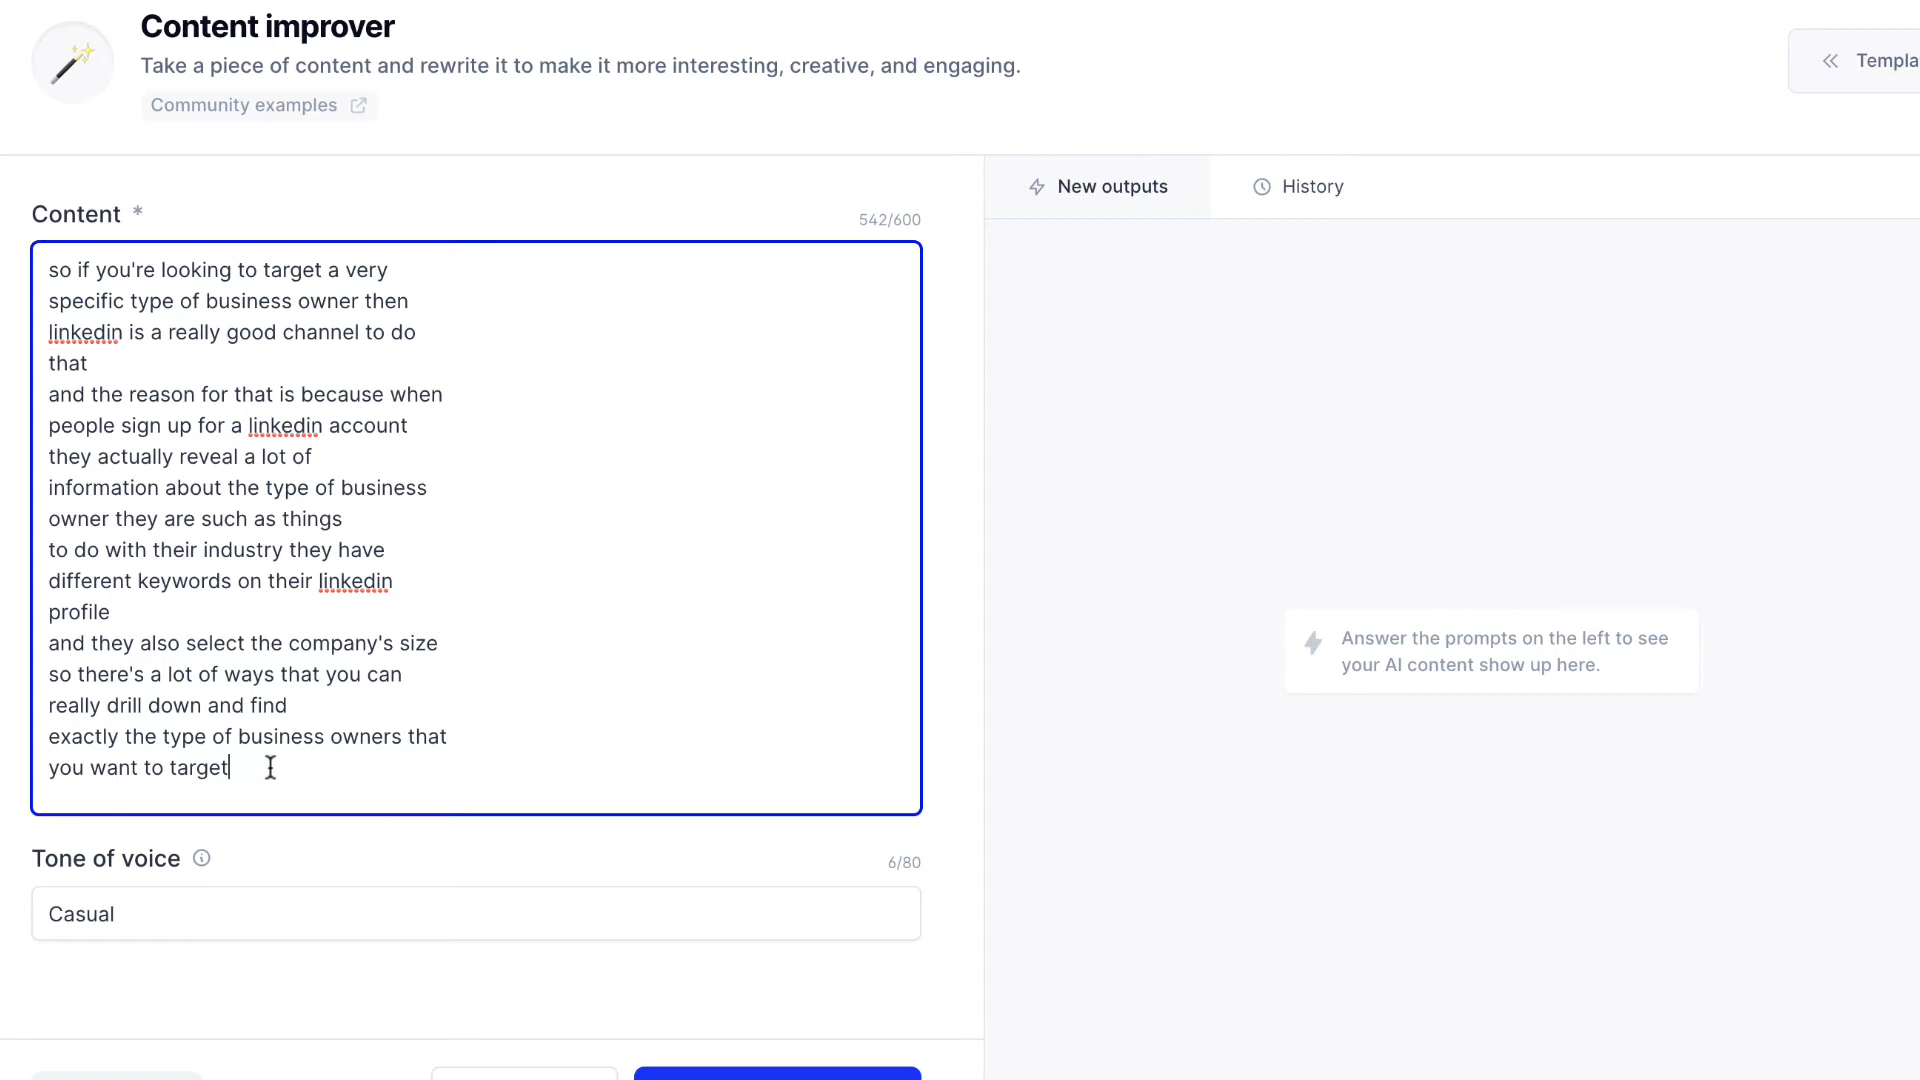 Content improver
Take a piece of content and rewrite it to make it more interesting, creative, and engaging.
Community examples
Templa
Content *
542/600
so if you're looking to target a very
specific type of business owner then
linkedin is a really good channel to do
that
and the reason for that is because when
people sign up for a linkedin account
they actually reveal a lot of
information about the type of business
owner they are such as things
to do with their industry they have
different keywords on their linkedin
profile
and they also select the company's size
so there's a lot of ways that you can
really drill down and find
exactly the type of business owners that
you want to target
Tone of voice
6/80
Casual
New outputs
History
Answer the prompts on the left to see
your AI content show up here.